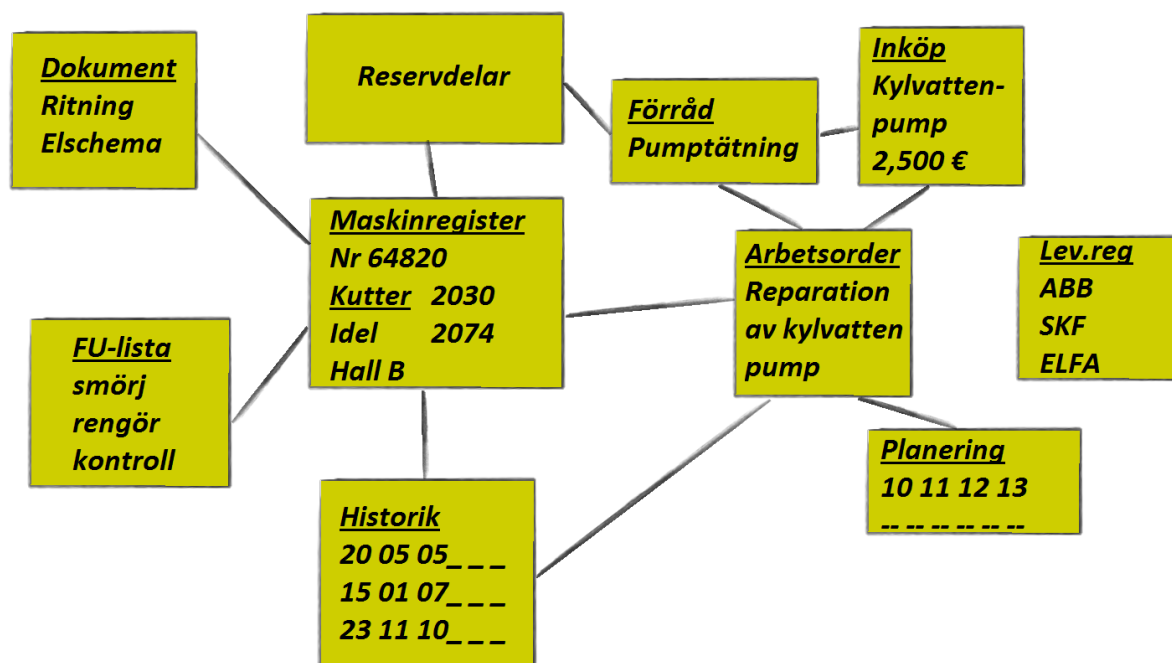 Dokument
Ritning
Elschema
Reservdelar
Förråd
Pumptätning
Inköp
Kylvatten-
pump
2,500 €
Maskinregister
Nr 64820
Kutter 2030
Idel 2074
Hall B
Arbetsorder
Reparation
av kylvatten
pump
Lev.reg
ABB
SKF
ELFA
FU-lista
smörj
rengör
kontroll
Historik
20 05 05_ _ _
15 01 07_ _ _
23 11 10_ _ _
Planering
10 11 12 13
-- -- -- -- -- --